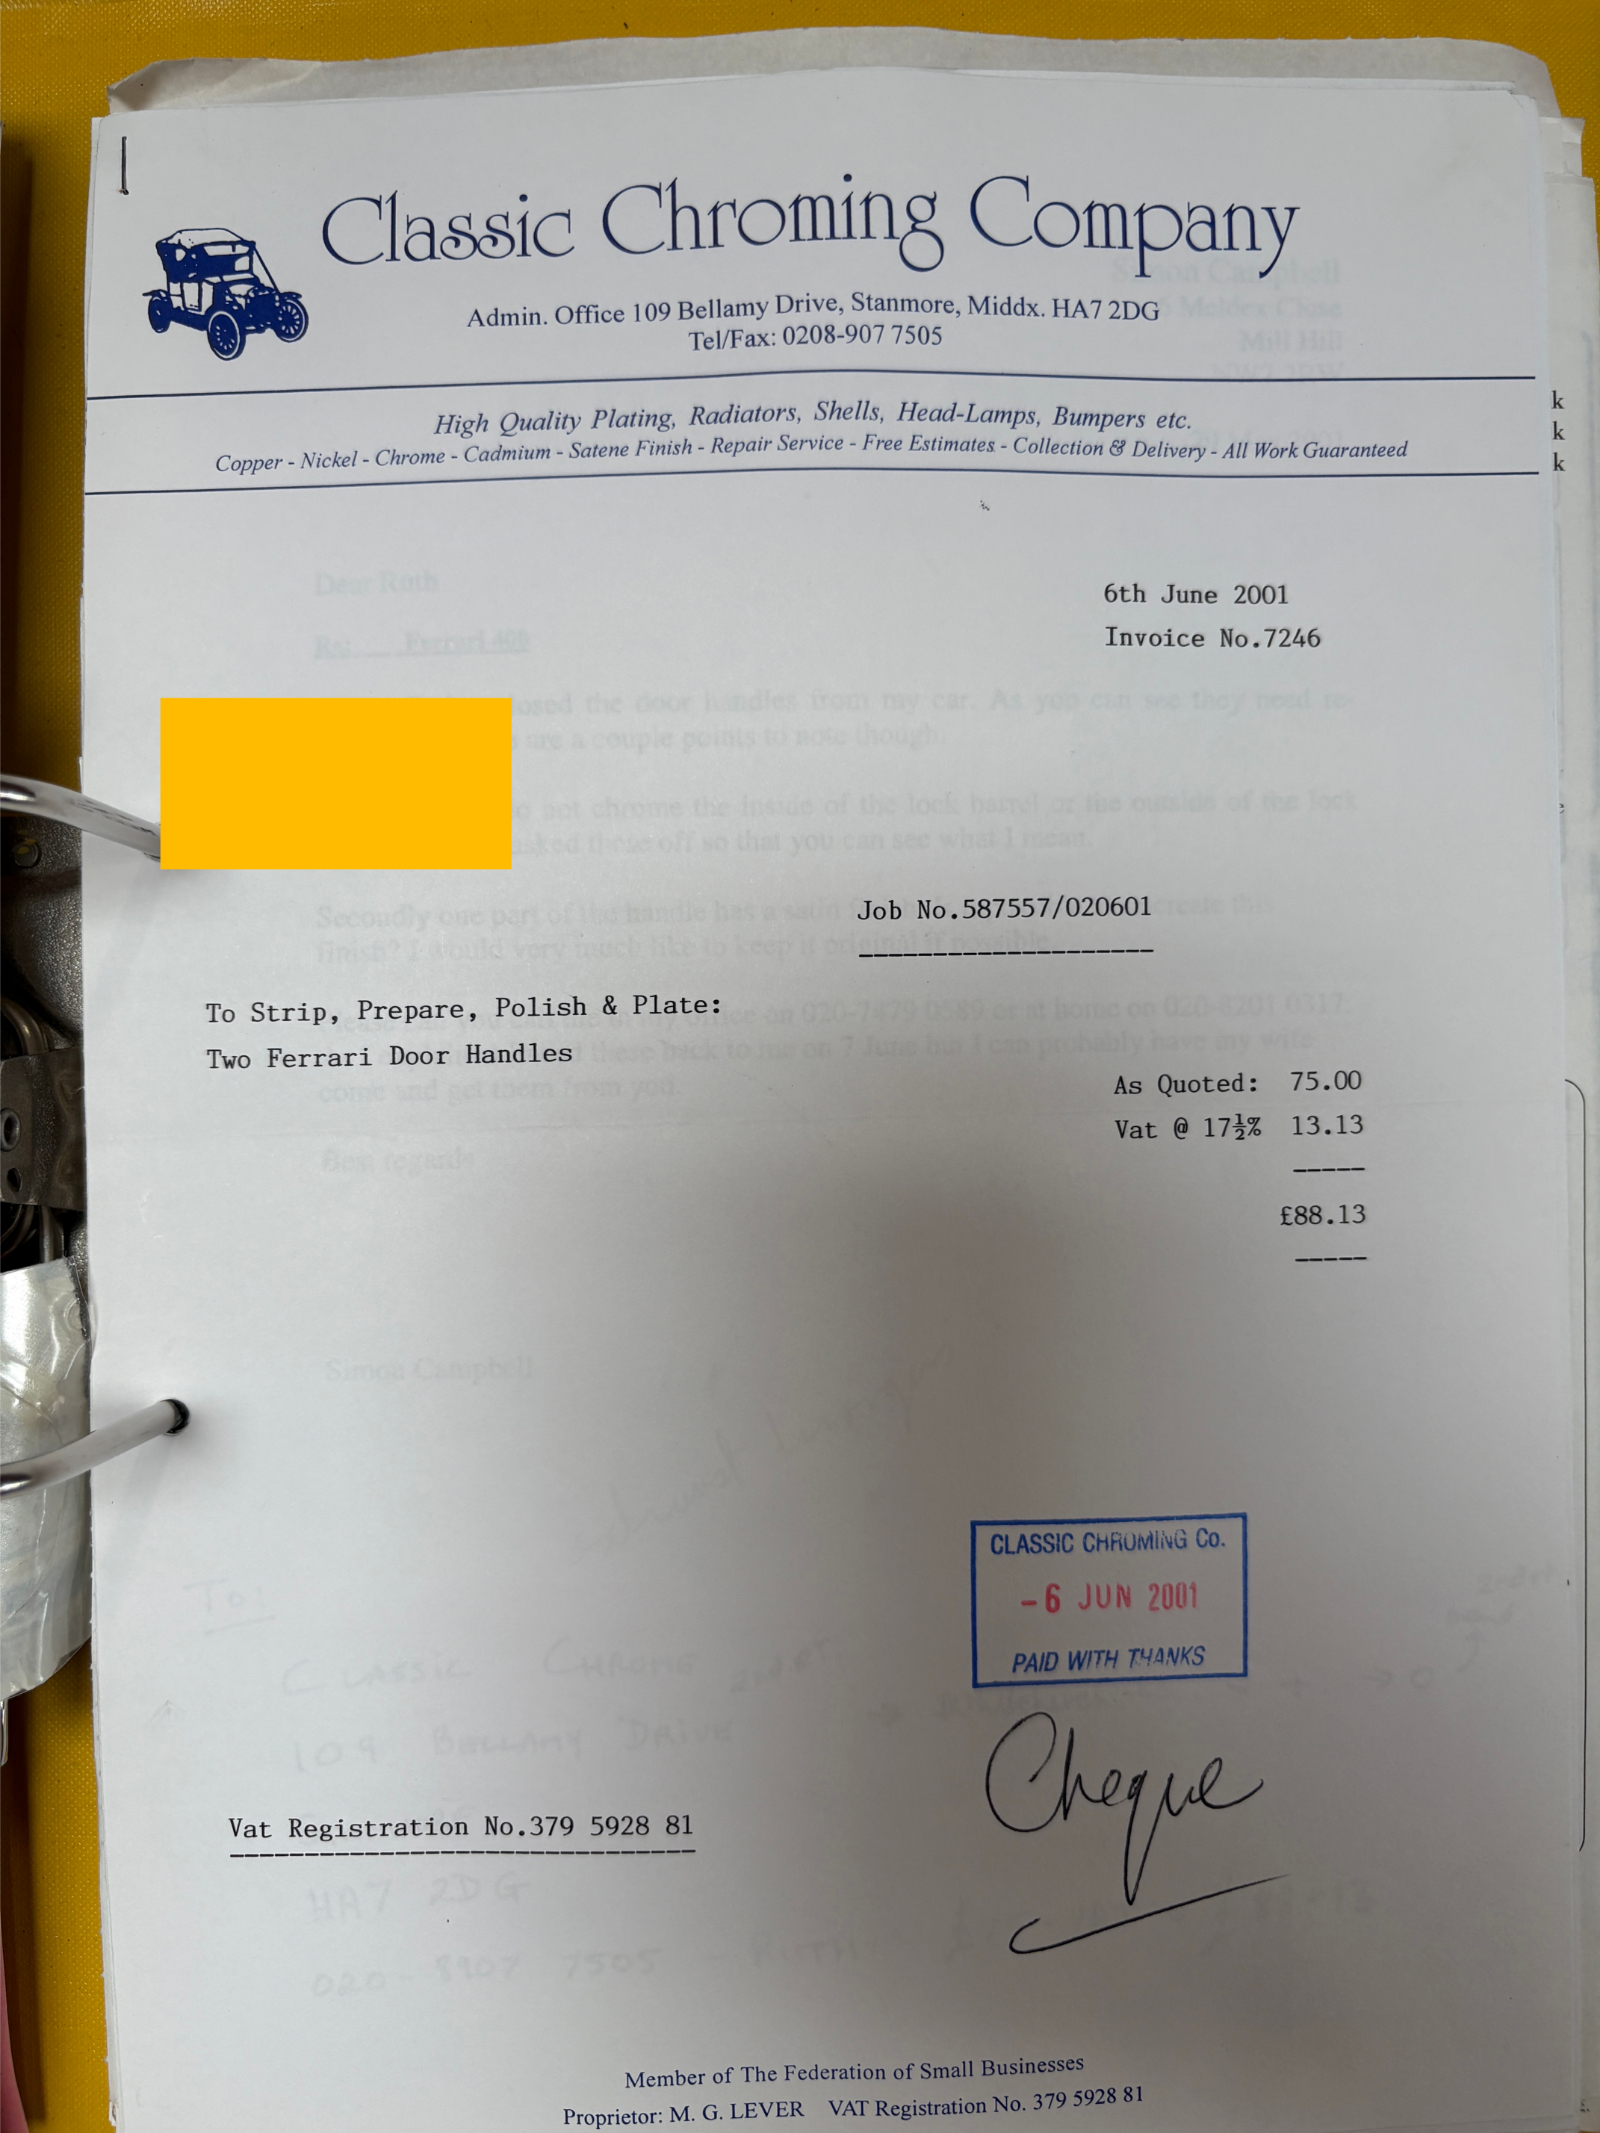 Classic Chroming Company
Admin. Office 109 Bellamy Drive, Stanmore, Middx. HA7 2DG
Tel/Fax: 0208-907 7505
High Quality Plating, Radiators, Shells, Head-Lamps, Bumpers etc.
Copper - Nickel - Chrome - Cadmium - Satene Finish - Repair Service - Free Estimates - Collection & Delivery - All Work Guaranteed
k
k
k
6th June 2001
Invoice No.7246
Job No.587557/020601
To Strip, Prepare, Polish & Plate:
Two Ferrari Door Handles
As Quoted: 75.00
Vat @ 17½% 13.13
£88.13
CLASSIC CHROMING Co.
-6 JUN 2001
PAID WITH THANKS
Cheque
Vat Registration No.379 5928 81
Member of The Federation of Small Businesses
Proprietor: M. G. LEVER VAT Registration No. 379 5928 81